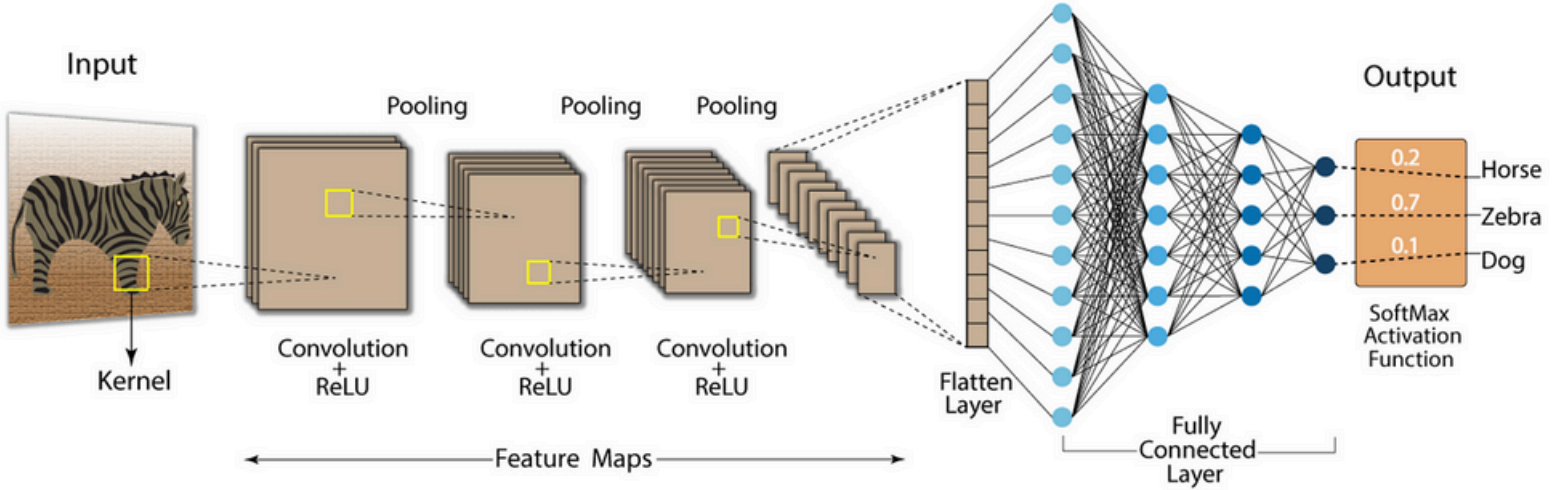 Input
Kernel
Pooling
Pooling
Pooling
Convolution
+
ReLU
Convolution
+
ReLU
Convolution
+
ReLU
Feature Maps
Flatten
Layer
Fully
Connected
Layer
Output
0.2
Horse
0.7
Zebra
0.1
Dog
SoftMax
Activation
Function